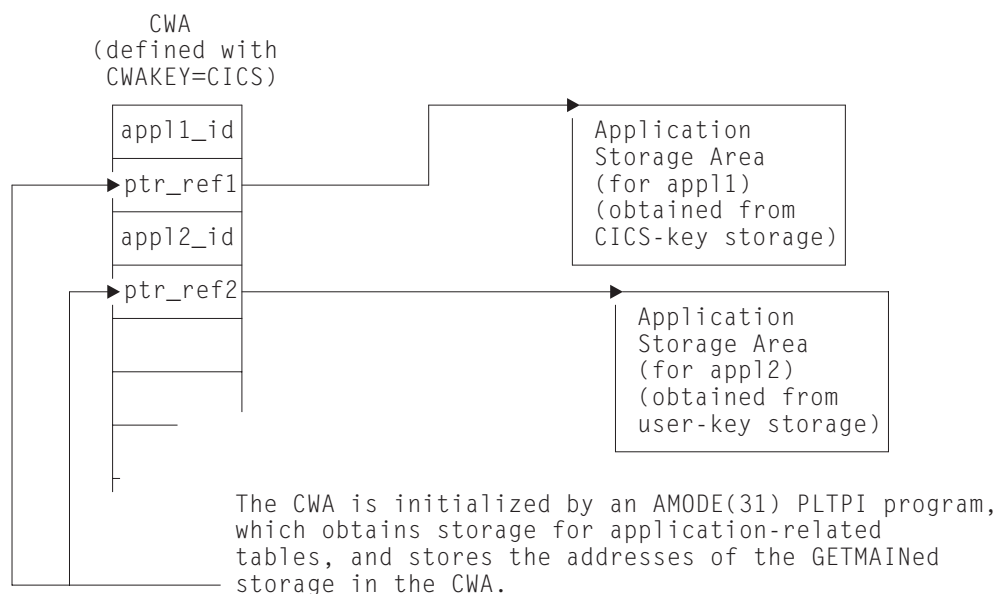 CWA
(defined with
CWAKEY=CICS)
appl1_id
ptr_ref1
appl2_id
ptr_ref2
Application
Storage Area
(for appl1)
(obtained from
CICS-key storage)
Application
Storage Area
(for appl2)
(obtained from
user-key storage)
The CWA is initialized by an AMODE(31) PLTPI program,
which obtains storage for application-related
tables, and stores the addresses of the GETMAINed
storage in the CWA.